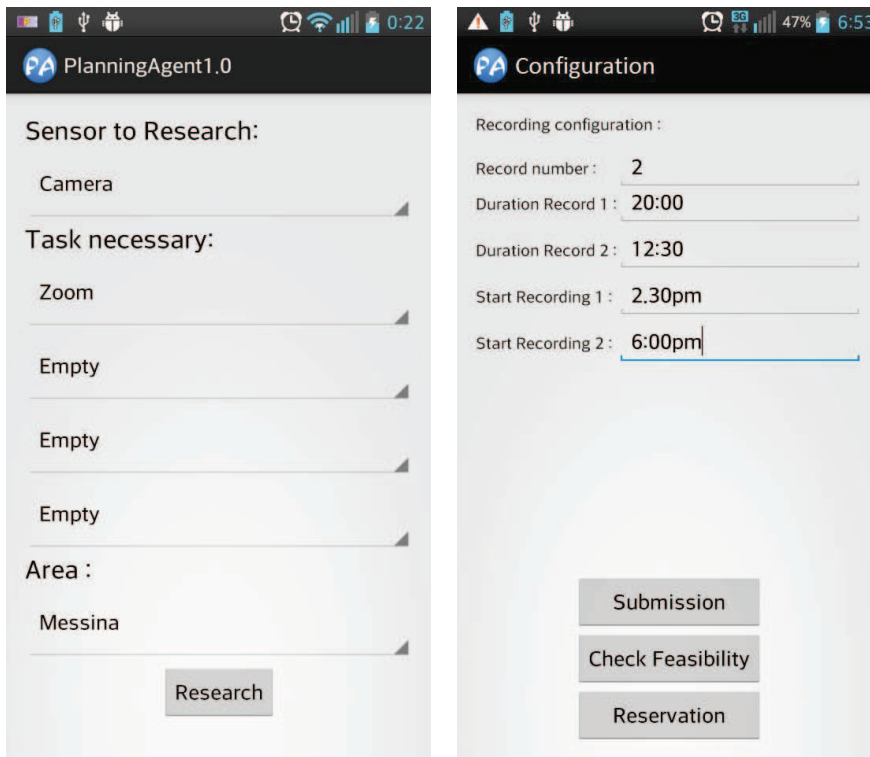 0:22
PA PlanningAgent1.0
Sensor to Research:
Camera
Task necessary:
Zoom
Empty
Empty
Empty
Area :
Messina
Research
3G 47% 6:53
PA Configuration
Recording configuration :
Record number : 2
Duration Record 1 : 20:00
Duration Record 2 : 12:30
Start Recording 1 : 2.30pm
Start Recording 2 : 6:00pm
Submission
Check Feasibility
Reservation